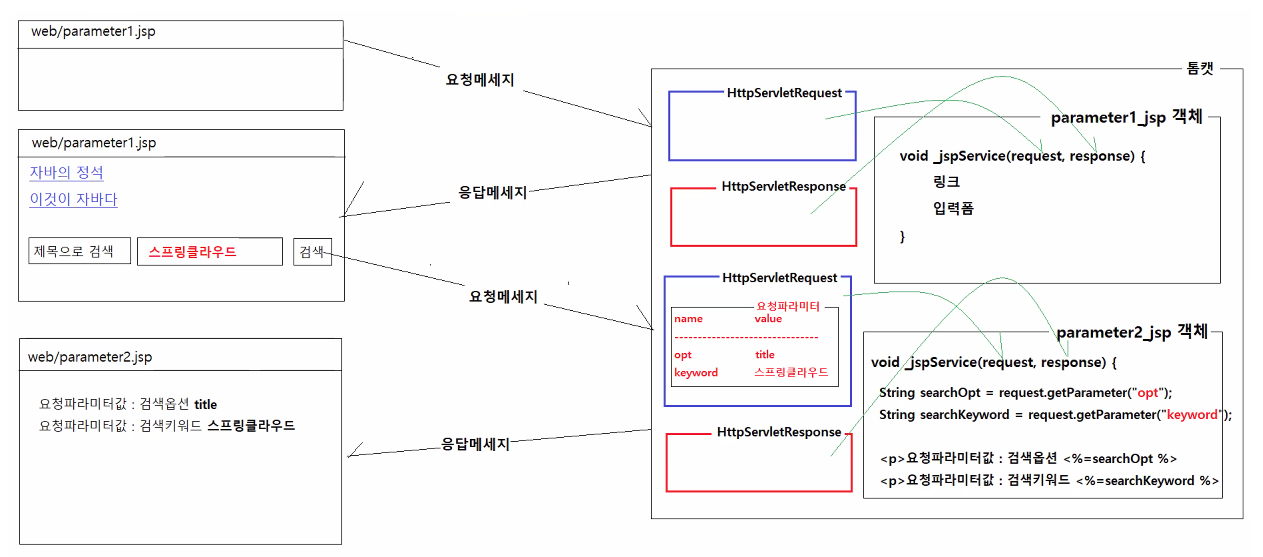 web/parameter1.jsp
요청메세지
web/parameter1.jsp
자바의 정석
이것이 자바다
제목으로 검색
스프링클라우드
검색
응답메세지
요청메세지
web/parameter2.jsp
요청파라미터값 : 검색옵션 title
요청파라미터값 : 검색키워드 스프링클라우드
응답메세지
톰캣
HttpServletRequest
HttpServletResponse
parameter1_jsp 객체
void _jspService(request, response) {
링크
입력폼
}
HttpServletRequest
요청파라미터
name value
--------------------------------
opt title
keyword 스프링클라우드
HttpServletResponse
parameter2_jsp 객체
void _jspService(request, response) {
String searchOpt = request.getParameter("opt");
String searchKeyword = request.getParameter("keyword");
<p>요청파라미터값 : 검색옵션 <%=searchOpt %>
<p>요청파라미터값 : 검색키워드 <%=searchKeyword %>